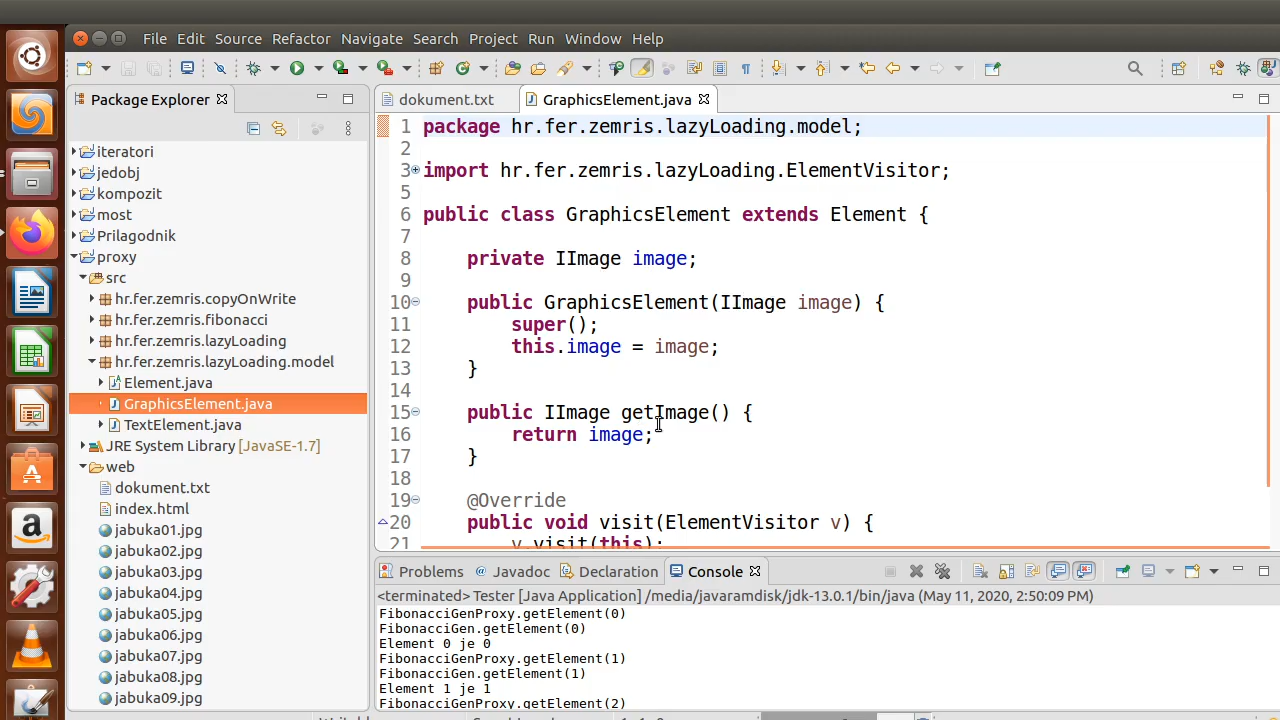 File Edit Source Refactor Navigate Search Project Run Window Help
Package Explorer
dokument.txt
GraphicsElement.java
iteratori
jedobj
kompozit
most
Prilagodnik
proxy
src
hr.fer.zemris.copyOnWrite
hr.fer.zemris.fibonacci
hr.fer.zemris.lazyLoading
hr.fer.zemris.lazyLoading.model
Element.java
GraphicsElement.java
TextElement.java
JRE System Library [JavaSE-1.7]
web
dokument.txt
index.html
jabuka01.jpg
jabuka02.jpg
jabuka03.jpg
jabuka04.jpg
jabuka05.jpg
jabuka06.jpg
jabuka07.jpg
jabuka08.jpg
jabuka09.jpg
1 package hr.fer.zemris.lazyLoading.model;
2
3 import hr.fer.zemris.lazyLoading.ElementVisitor;
5
6 public class GraphicsElement extends Element {
7
8 private IImage image;
9
10 public GraphicsElement(IImage image) {
11 super();
12 this.image = image;
13 }
14
15 public IImage getImage() {
16 return image;
17 }
18
19 @Override
20 public void visit(ElementVisitor v) {
21 v.visit(this);
Problems @ Javadoc Declaration Console
<terminated> Tester [Java Application] /media/javaramdisk/jdk-13.0.1/bin/java (May 11, 2020, 2:50:09 PM)
FibonacciGenProxy.getElement(0)
FibonacciGen.getElement(0)
Element 0 je 0
FibonacciGenProxy.getElement(1)
FibonacciGen.getElement(1)
Element 1 je 1
FibonacciGenProxy.getElement(2)